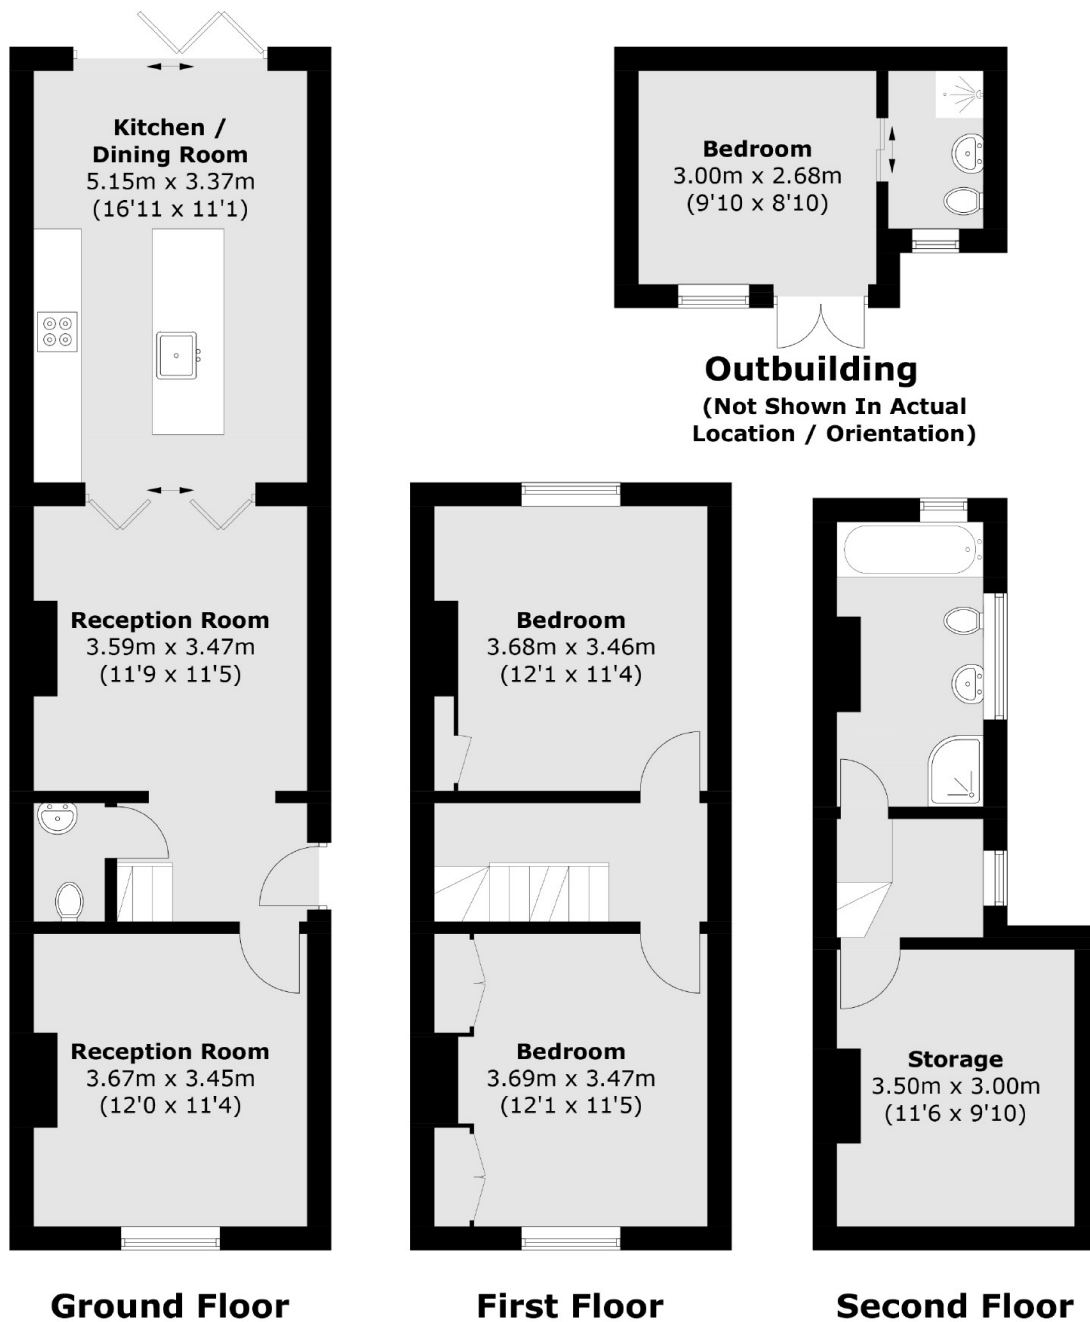 Kitchen /
Dining Room
5.15m x 3.37m
(16'11 x 11'1)
Bedroom
3.00m x 2.68m
(9'10 x 8'10)
Outbuilding
(Not Shown In Actual
Location / Orientation)
Reception Room
3.59m x 3.47m
(11'9 x 11'5)
Bedroom
3.68m x 3.46m
(12'1 x 11'4)
Reception Room
3.67m x 3.45m
(12'0 x 11'4)
Bedroom
3.69m x 3.47m
(12'1 x 11'5)
Storage
3.50m x 3.00m
(11'6 x 9'10)
Ground Floor
First Floor
Second Floor